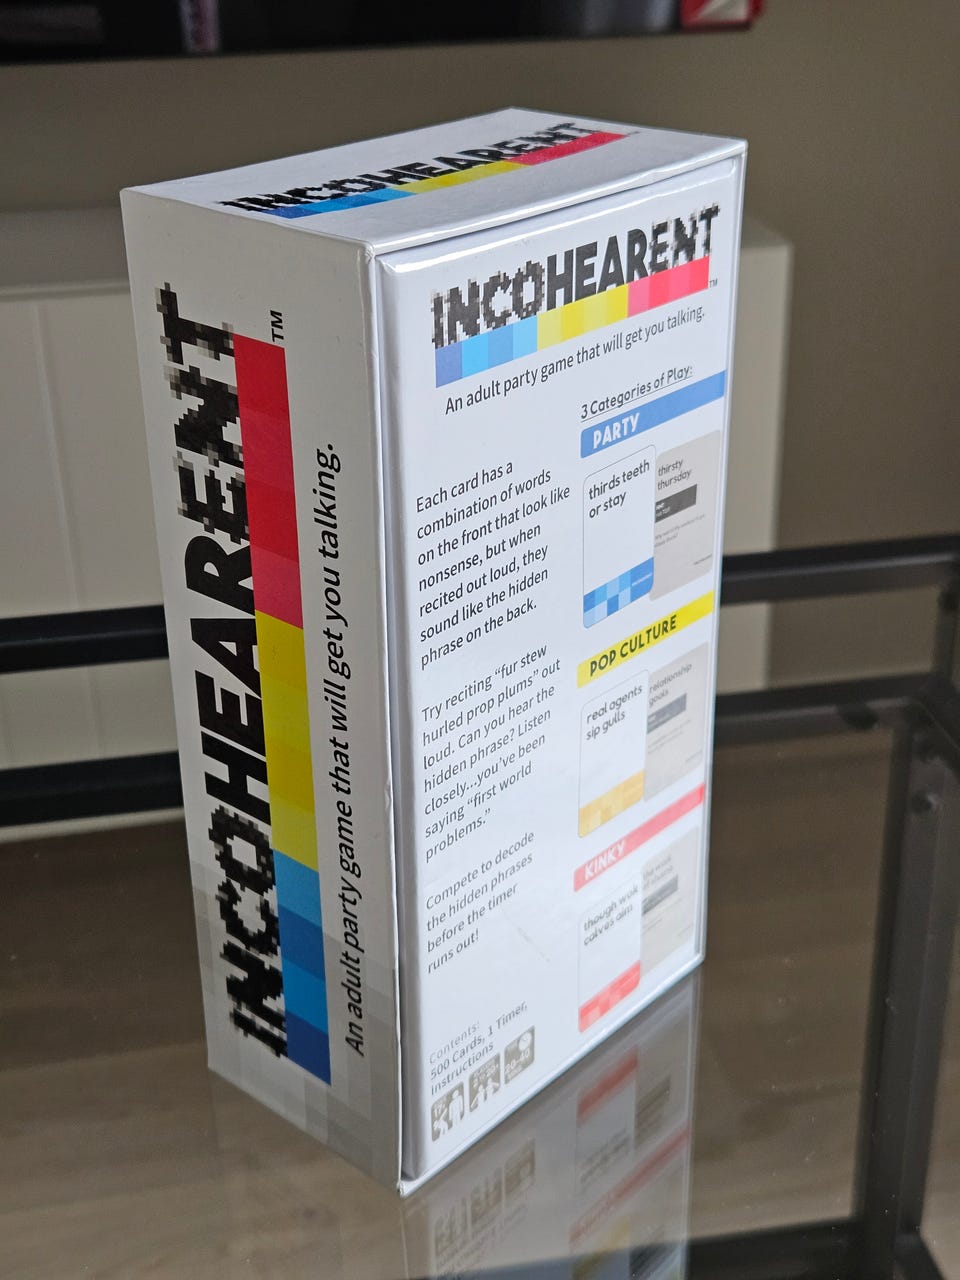 INCOHEARENT
INCOHEARENT™
An adult party game that will get you talking.
INCOHEARENT™
An adult party game that will get you talking.
Each card has a
combination of words
on the front that look like
nonsense, but when
recited out loud, they
sound like the hidden
phrase on the back.
Try reciting “fur stew
hurled prop plums” out
loud. Can you hear the
hidden phrase? Listen
closely...you’ve been
saying “first world
problems.”
Compete to decode
the hidden phrases
before the timer
runs out!
Contents:
500 Cards, 1 Timer,
Instructions
3 Categories of Play:
PARTY
thirds teeth
or stay
thirsty
thursday
POP CULTURE
real agents
sip gulls
relationship
goals
KINKY
though wok
calves aim